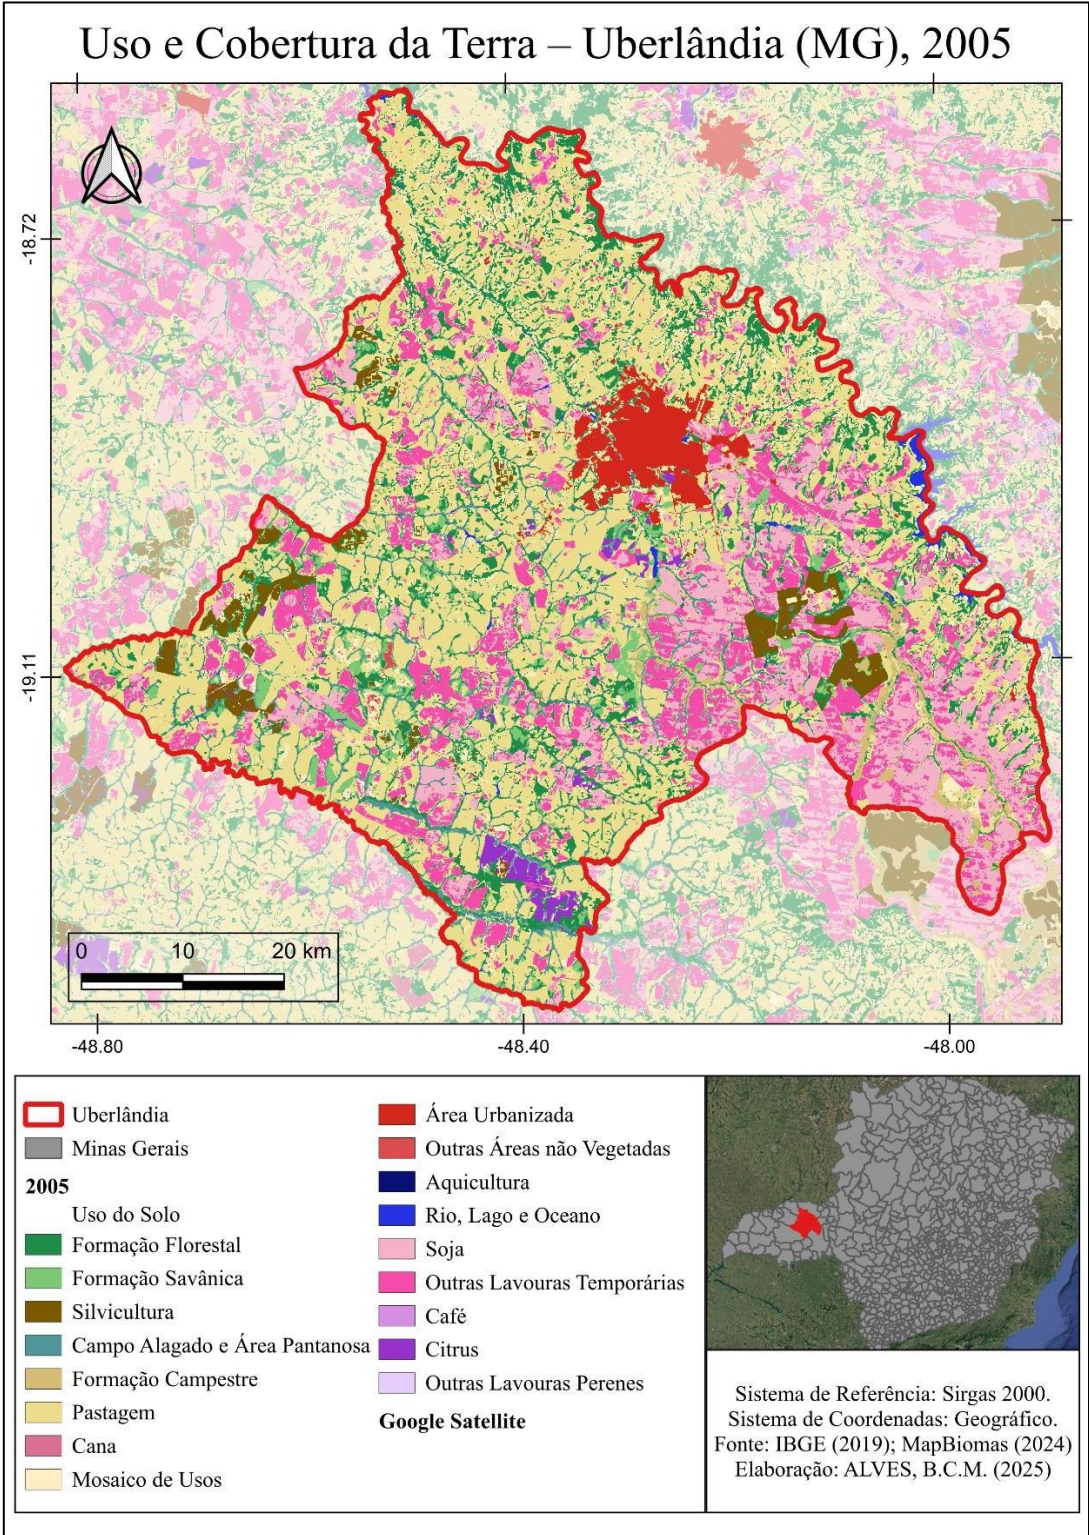 Uso e Cobertura da Terra – Uberlândia (MG), 2005
-18.72
-19.11
0 10 20 km
-48.80 -48.40 -48.00
Uberlândia
Minas Gerais
2005
Uso do Solo
Formação Florestal
Formação Savânica
Silvicultura
Campo Alagado e Área Pantanosa
Formação Campestre
Pastagem
Cana
Mosaico de Usos
Área Urbanizada
Outras Áreas não Vegetadas
Aquicultura
Rio, Lago e Oceano
Soja
Outras Lavouras Temporárias
Café
Citrus
Outras Lavouras Perenes
Google Satellite
Sistema de Referência: Sirgas 2000.
Sistema de Coordenadas: Geográfico.
Fonte: IBGE (2019); MapBiomas (2024)
Elaboração: ALVES, B.C.M. (2025)